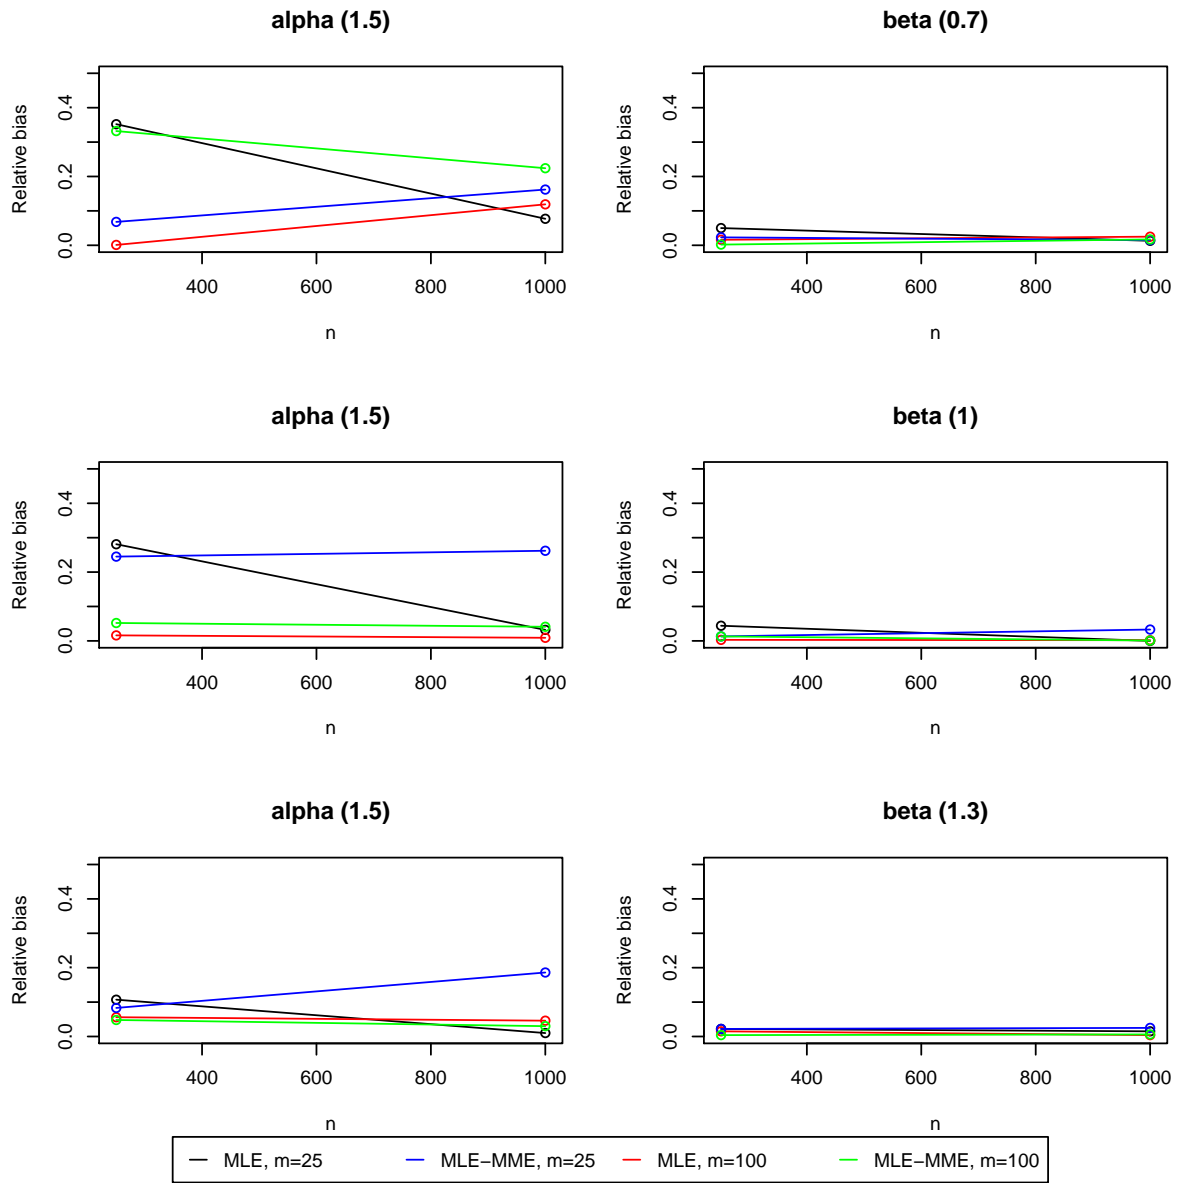 alpha (1.5)
beta (0.7)
Relative bias
0.0 0.2 0.4
400 600 800 1000
n
Relative bias
0.0 0.2 0.4
400 600 800 1000
n
alpha (1.5)
beta (1)
Relative bias
0.0 0.2 0.4
400 600 800 1000
n
Relative bias
0.0 0.2 0.4
400 600 800 1000
n
alpha (1.5)
beta (1.3)
Relative bias
0.0 0.2 0.4
400 600 800 1000
n
Relative bias
0.0 0.2 0.4
400 600 800 1000
n
MLE, m=25 MLE−MME, m=25 MLE, m=100 MLE−MME, m=100